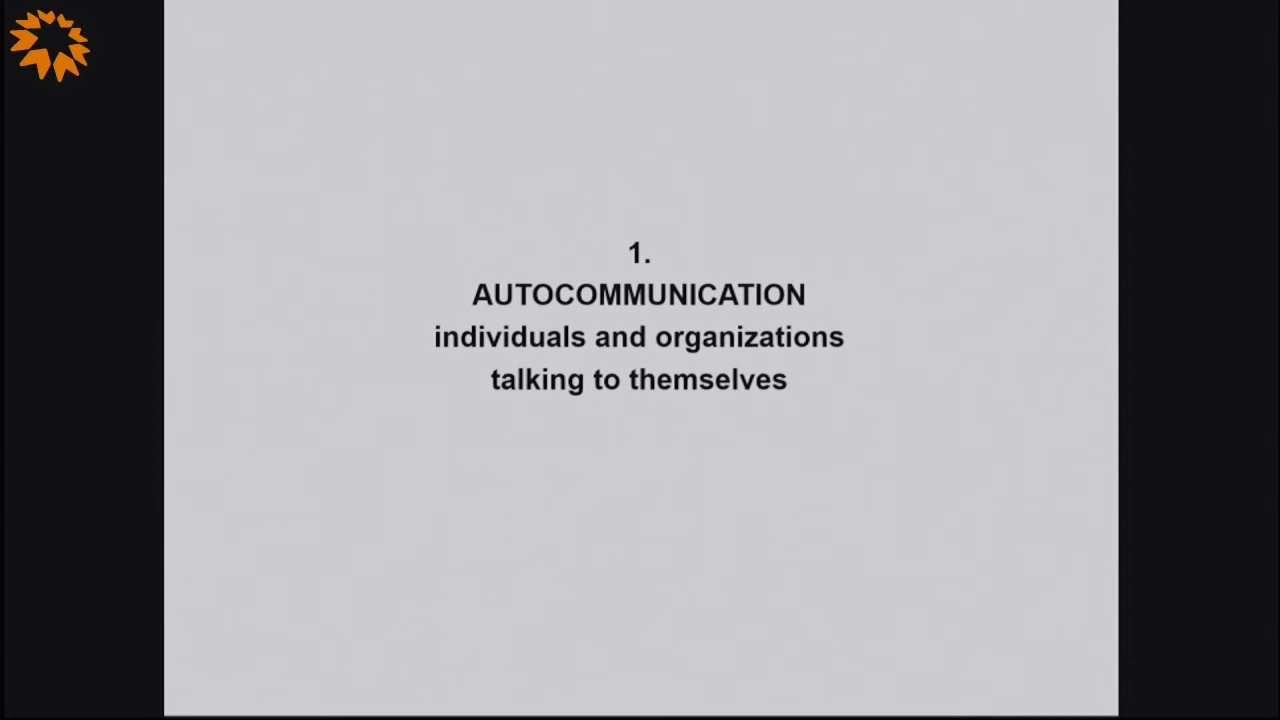 1.
AUTOCOMMUNICATION
individuals and organizations
talking to themselves